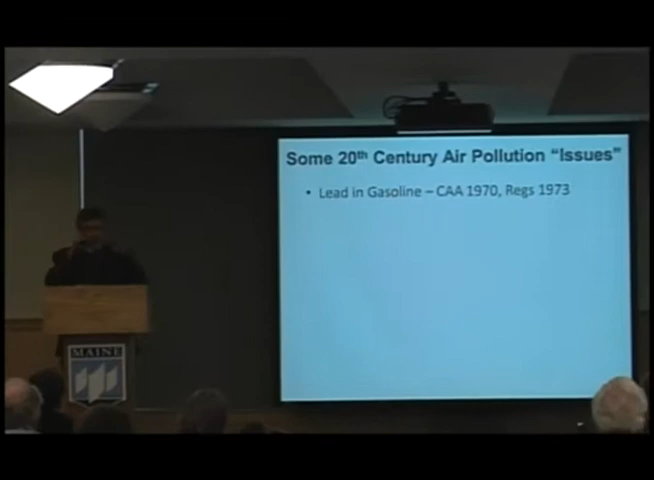 Some 20th Century Air Pollution "Issues"
• Lead in Gasoline – CAA 1970, Regs 1973
MAINE